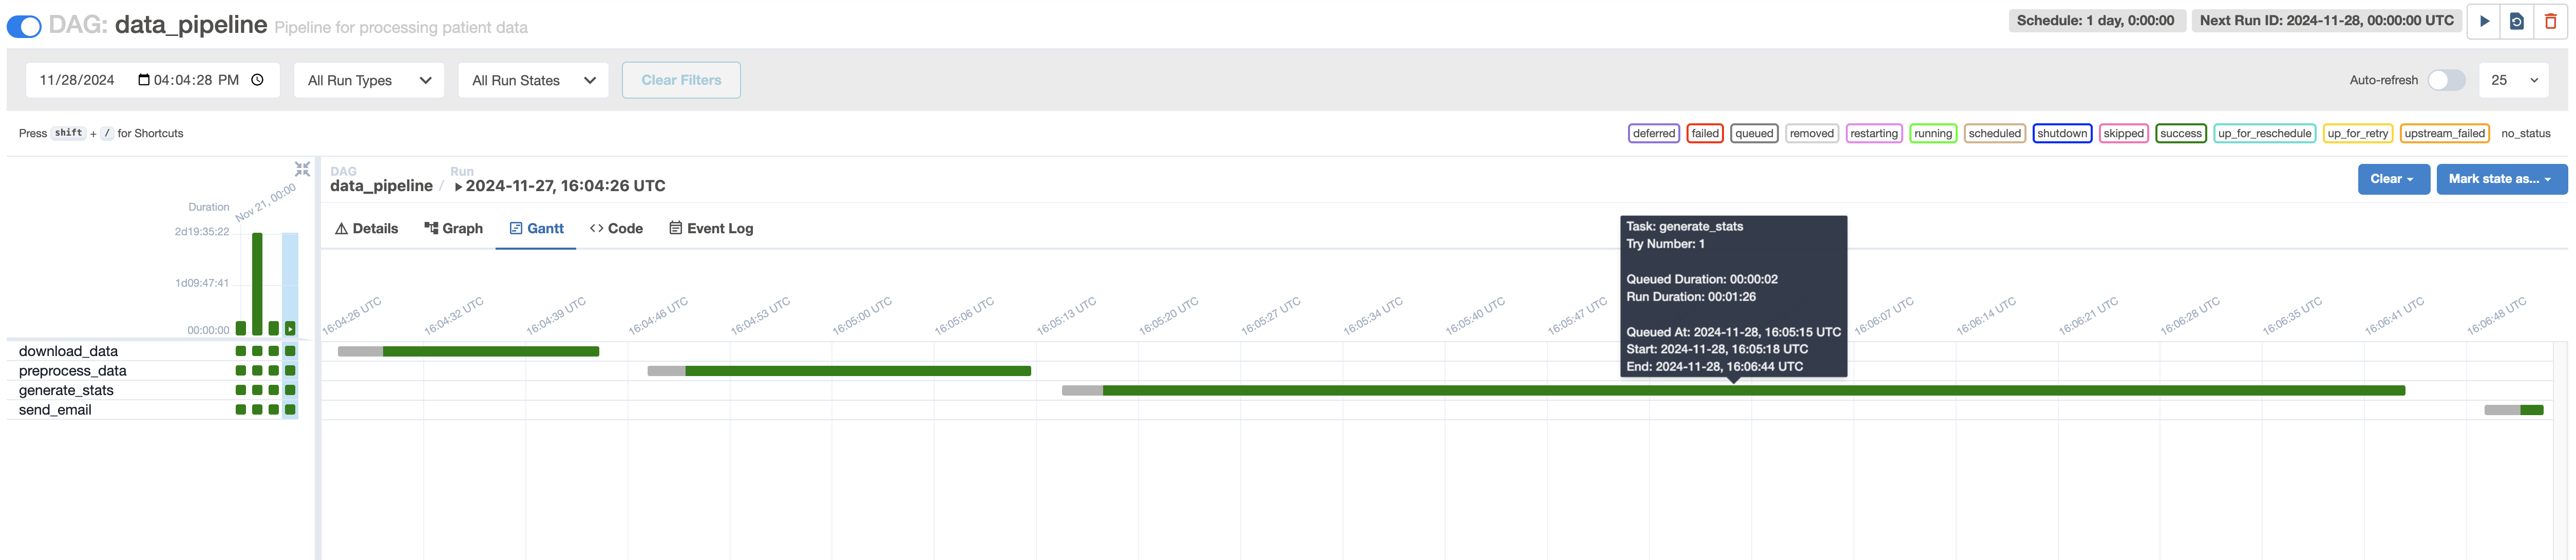 DAG: data_pipeline Pipeline for processing patient data
Schedule: 1 day, 0:00:00
Next Run ID: 2024-11-28, 00:00:00 UTC
11/28/2024 04:04:28 PM
All Run Types
All Run States
Clear Filters
Auto-refresh
25
Press shift + / for Shortcuts
deferred
failed
queued
removed
restarting
running
scheduled
shutdown
skipped
success
up_for_reschedule
up_for_retry
upstream_failed
no_status
Duration
Nov 21, 00:00
2d19:35:22
1d09:47:41
00:00:00
download_data
preprocess_data
generate_stats
send_email
DAG
data_pipeline /
Run
2024-11-27, 16:04:26 UTC
Clear
Mark state as...
Details
Graph
Gantt
Code
Event Log
16:04:26 UTC
16:04:32 UTC
16:04:39 UTC
16:04:46 UTC
16:04:53 UTC
16:05:00 UTC
16:05:06 UTC
16:05:13 UTC
16:05:20 UTC
16:05:27 UTC
16:05:34 UTC
16:05:40 UTC
16:05:47 UTC
16:06:07 UTC
16:06:14 UTC
16:06:21 UTC
16:06:28 UTC
16:06:35 UTC
16:06:41 UTC
16:06:48 UTC
Task: generate_stats
Try Number: 1
Queued Duration: 00:00:02
Run Duration: 00:01:26
Queued At: 2024-11-28, 16:05:15 UTC
Start: 2024-11-28, 16:05:18 UTC
End: 2024-11-28, 16:06:44 UTC